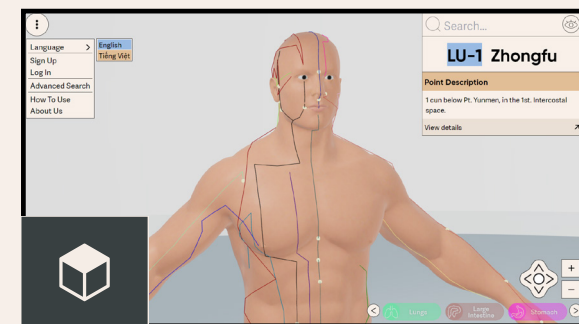 Language
Sign Up
Log In
Advanced Search
How To Use
About Us
English
Tiếng Việt
Search...
LU-1 Zhongfu
Point Description
1 cun below Pt. Yunmen, in the 1st. Intercostal
space.
View details
Lungs
Large
Intestine
Stomach